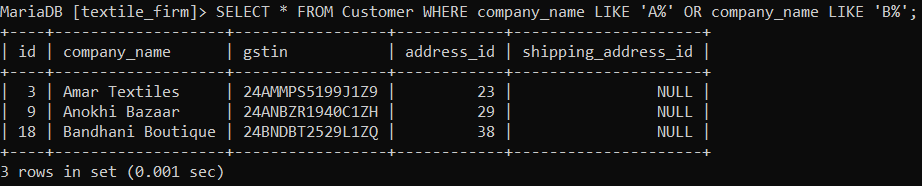 MariaDB [textile_firm]> SELECT * FROM Customer WHERE company_name LIKE 'A%' OR company_name LIKE 'B%';
+----+-------------------+-----------------+------------+---------------------+
| id | company_name      | gstin           | address_id | shipping_address_id |
+----+-------------------+-----------------+------------+---------------------+
|  3 | Amar Textiles     | 24AMMPS5199J1Z9 |         23 |                NULL |
|  9 | Anokhi Bazaar     | 24ANBZR1940C1ZH |         29 |                NULL |
| 18 | Bandhani Boutique | 24BNDBT2529L1ZQ |         38 |                NULL |
+----+-------------------+-----------------+------------+---------------------+
3 rows in set (0.001 sec)